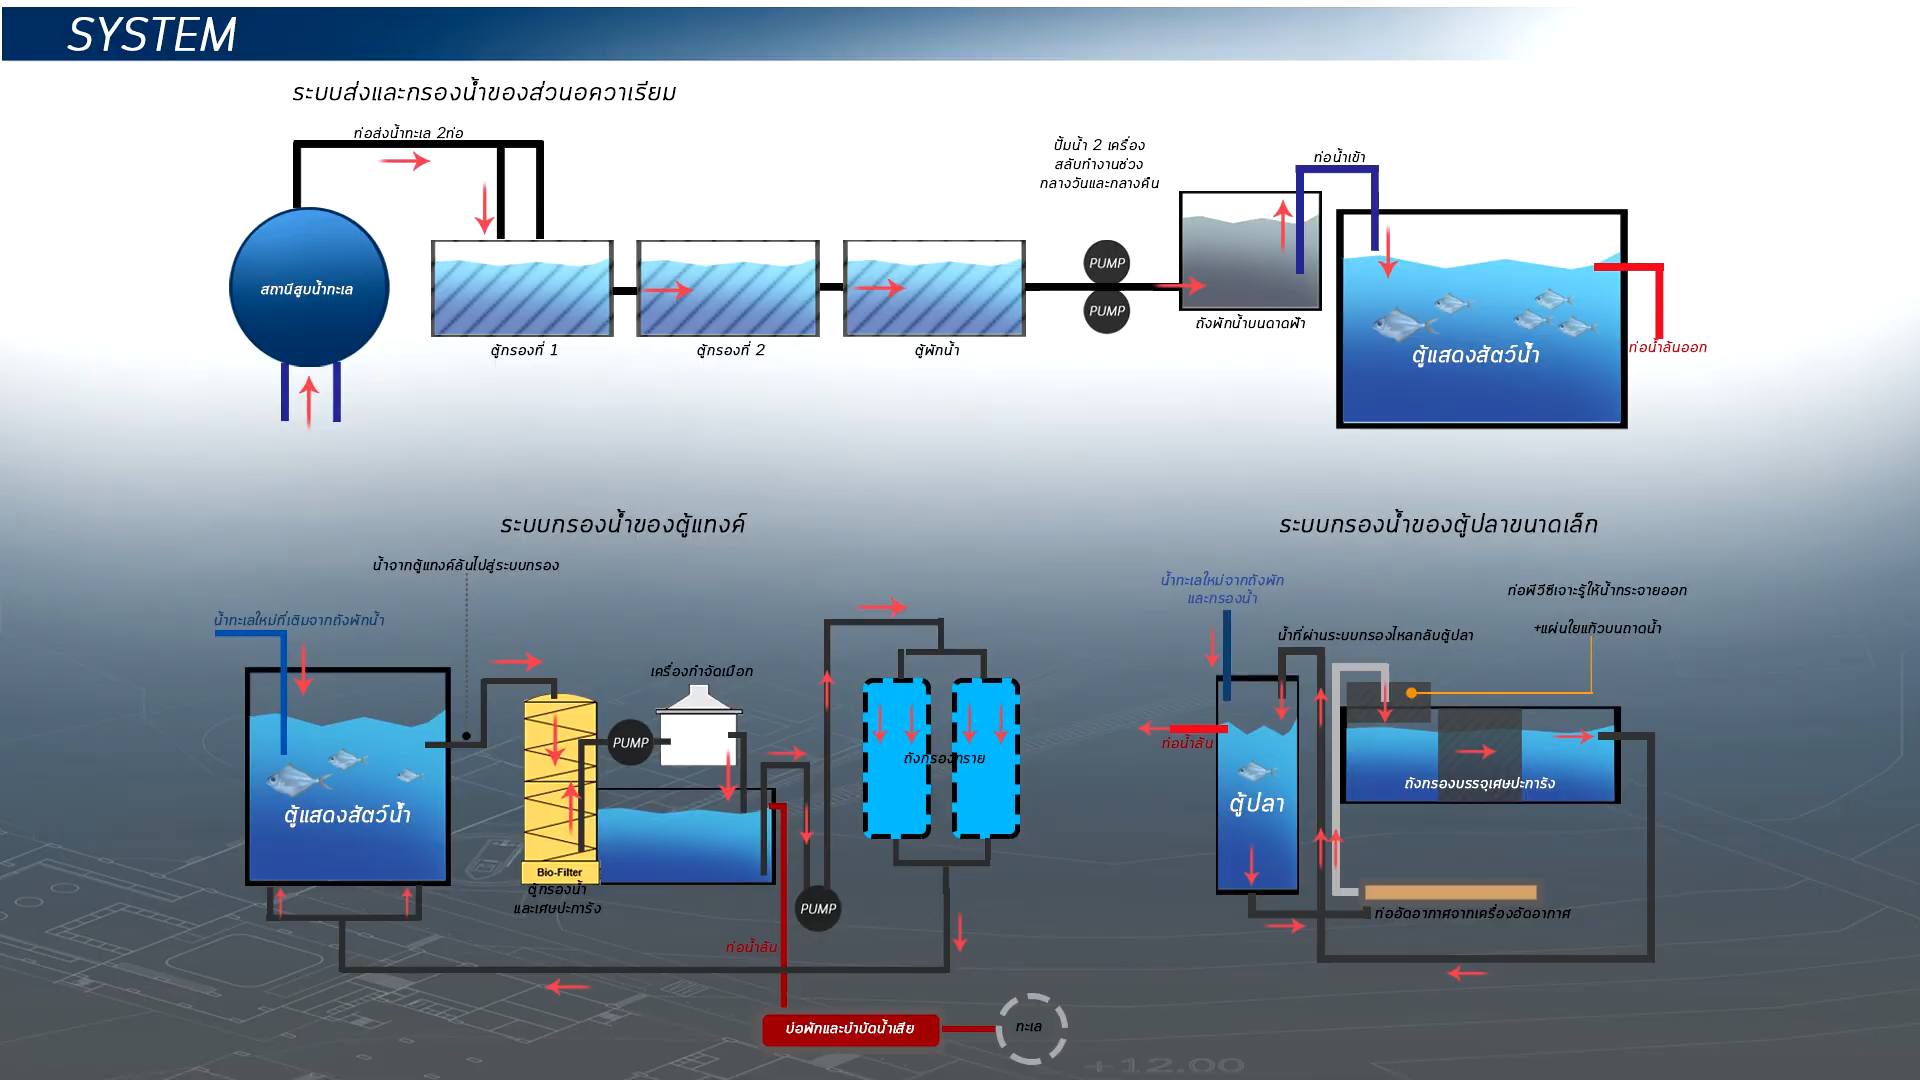 SYSTEM
ระบบส่งและกรองน้ำของส่วนอควาเรียม
ท่อส่งน้ำทะเล 2ท่อ
สถานีสูบน้ำทะเล
ตู้กรองที่ 1
ตู้กรองที่ 2
ตู้พักน้ำ
ปั้มน้ำ 2 เครื่อง
สลับทำงานช่วง
กลางวันและกลางคืน
PUMP
PUMP
ถังพักน้ำบนดาดฟ้า
ท่อน้ำเข้า
ตู้แสดงสัตว์น้ำ
ท่อน้ำล้นออก
ระบบกรองน้ำของตู้แทงค์
น้ำจากตู้แทงค์ล้นไปสู่ระบบกรอง
น้ำทะเลใหม่ที่เติมจากถังพักน้ำ
ตู้แสดงสัตว์น้ำ
เครื่องกำจัดเมือก
PUMP
Bio-Filter
ตู้กรองน้ำ
และเศษปะการัง
ถังกรองทราย
PUMP
ท่อน้ำล้น
บ่อพักและบำบัดน้ำเสีย
ทะเล
ระบบกรองน้ำของตู้ปลาขนาดเล็ก
น้ำทะเลใหม่จากถังพัก
และกรองน้ำ
ท่อพีวีซีเจาะรู้ให้น้ำกระจายออก
+แผ่นใยแก้วบนถาดน้ำ
น้ำที่ผ่านระบบกรองไหลกลับตู้ปลา
ท่อน้ำล้น
ตู้ปลา
ถังกรองบรรจุเศษปะการัง
ท่ออัดอากาศจากเครื่องอัดอากาศ
+12.00